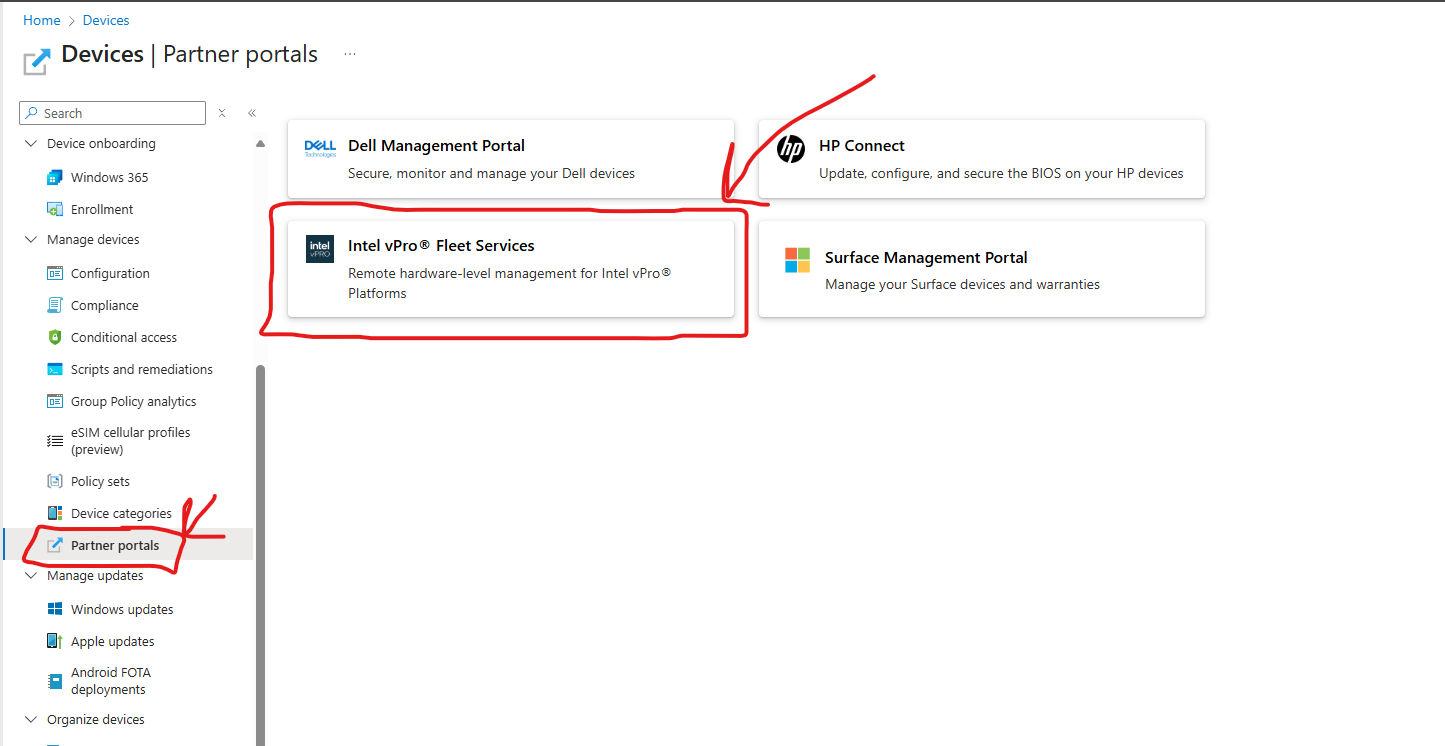 Home > Devices
Devices | Partner portals ...
Search
Device onboarding
Windows 365
Enrollment
Manage devices
Configuration
Compliance
Conditional access
Scripts and remediations
Group Policy analytics
eSIM cellular profiles
(preview)
Policy sets
Device categories
Partner portals
Manage updates
Windows updates
Apple updates
Android FOTA
deployments
Organize devices
DELL
Technologies
Dell Management Portal
Secure, monitor and manage your Dell devices
hp
HP Connect
Update, configure, and secure the BIOS on your HP devices
intel
vPRO
Intel vPro® Fleet Services
Remote hardware-level management for Intel vPro®
Platforms
Surface Management Portal
Manage your Surface devices and warranties